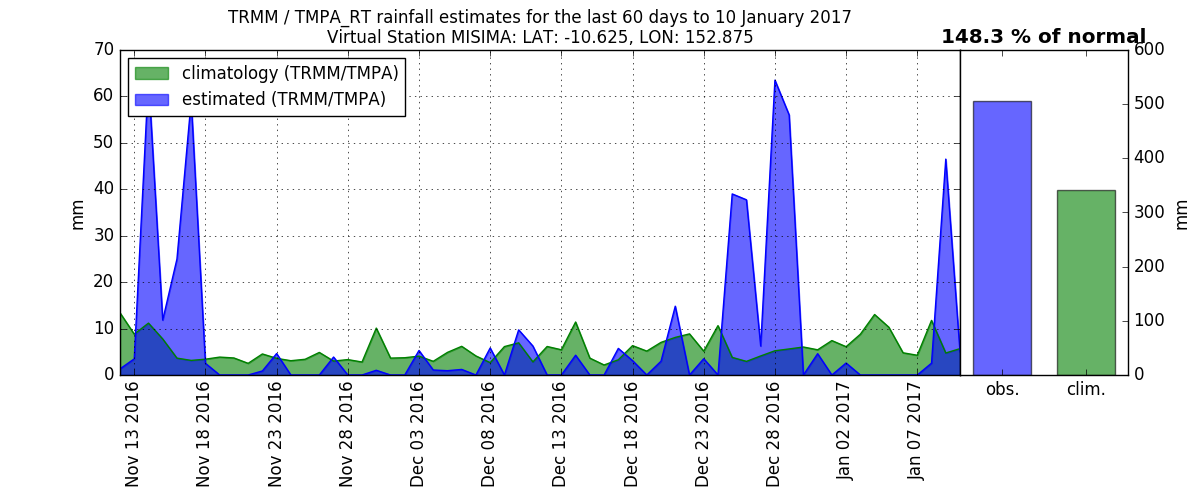 TRMM / TMPA_RT rainfall estimates for the last 60 days to 10 January 2017
Virtual Station MISIMA: LAT: -10.625, LON: 152.875
148.3 % of normal
climatology (TRMM/TMPA)
estimated (TRMM/TMPA)
70
60
50
40
30
20
10
0
mm
Nov 13 2016
Nov 18 2016
Nov 23 2016
Nov 28 2016
Dec 03 2016
Dec 08 2016
Dec 13 2016
Dec 18 2016
Dec 23 2016
Dec 28 2016
Jan 02 2017
Jan 07 2017
obs.
clim.
600
500
400
300
200
100
0
mm